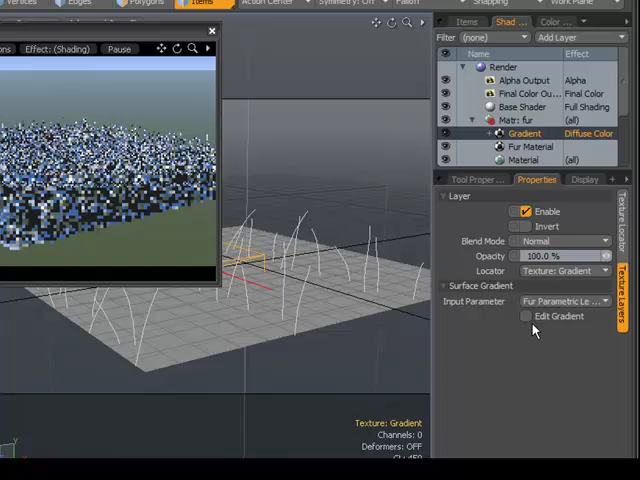 Vertices Edges Polygons Items Action Center Symmetry: Off Falloff Snapping Work Plane
ons Effect: (Shading) Pause
Items Shad ... Color ...
Filter (none) Add Layer
Name Effect
Render
Alpha Output Alpha
Final Color Ou... Final Color
Base Shader Full Shading
Matr: fur (all)
Gradient Diffuse Color
Fur Material
Material (all)
Tool Proper ... Properties Display +
Layer
Enable
Invert
Blend Mode Normal
Opacity 100.0 %
Locator Texture: Gradient
Surface Gradient
Input Parameter Fur Parametric Le ...
Edit Gradient
Texture Locator
Texture Layers
Texture: Gradient
Channels: 0
Deformers: OFF